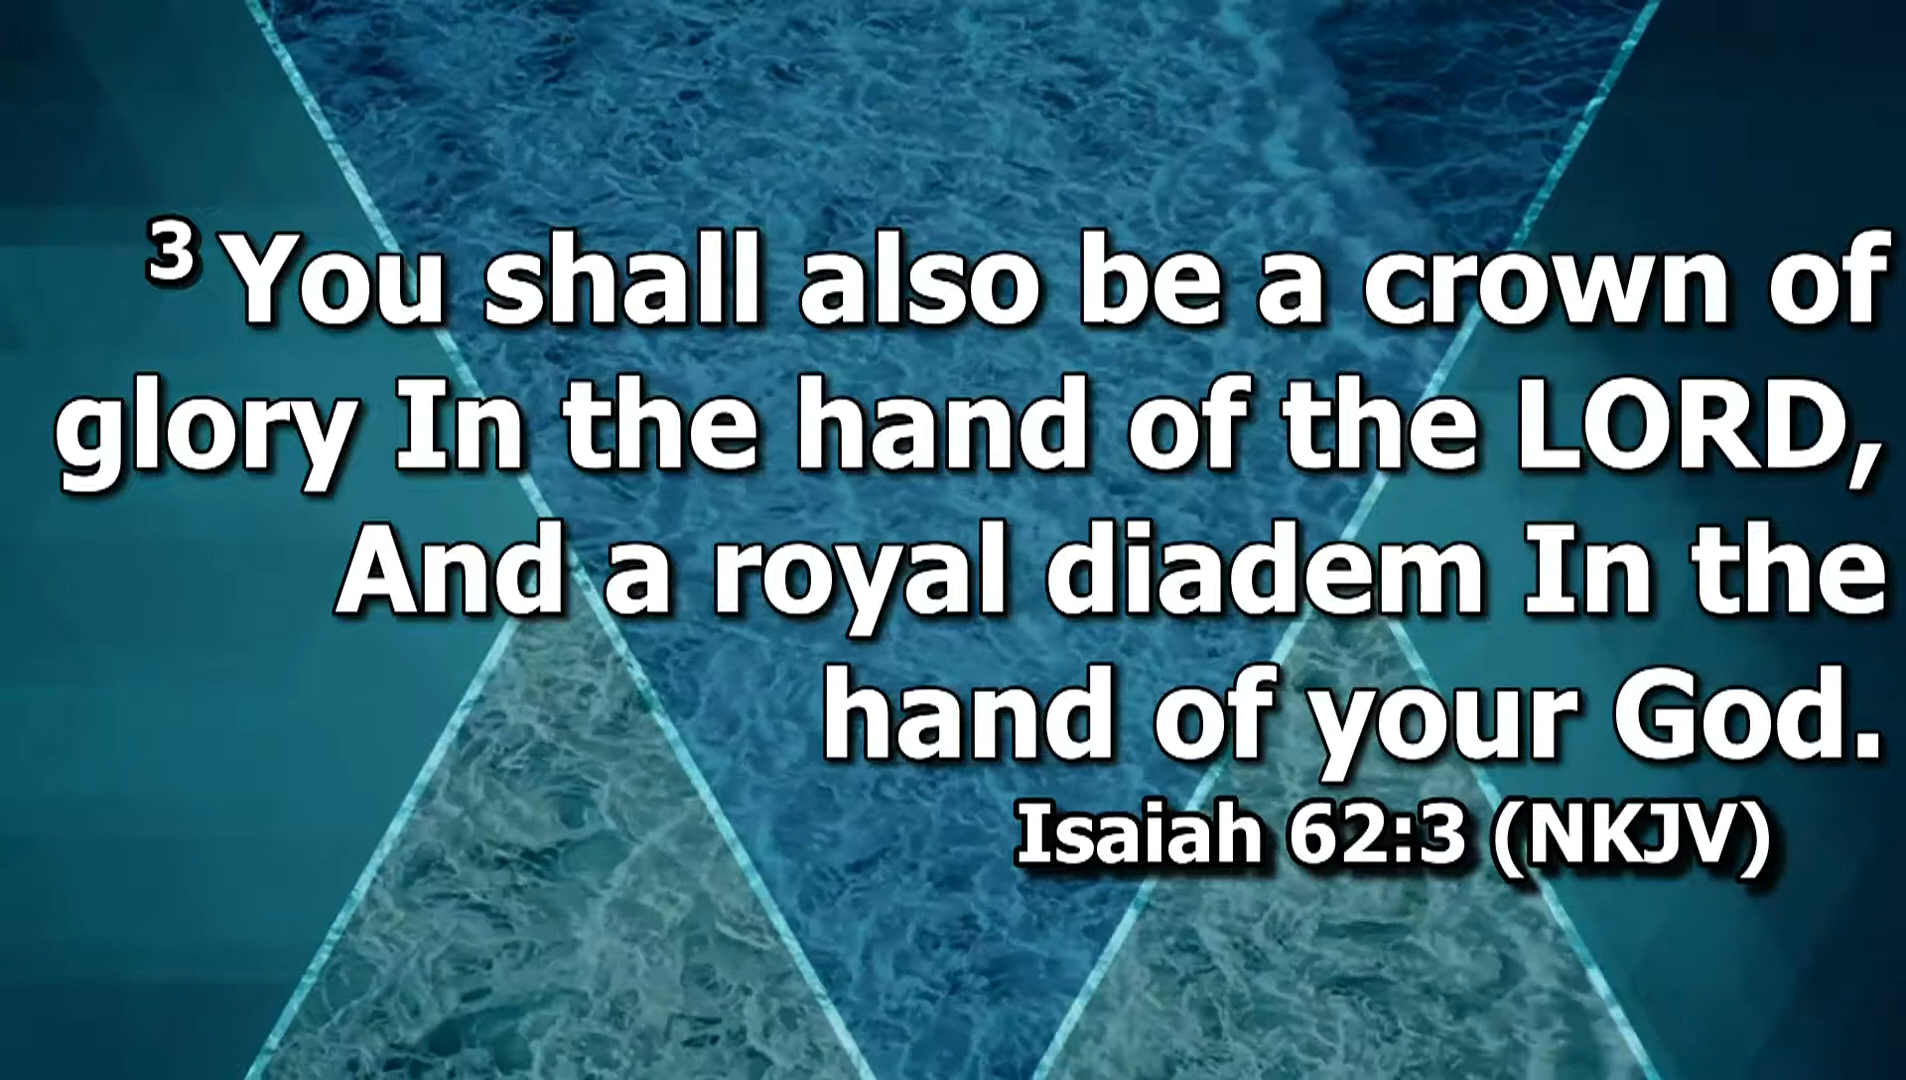 3 You shall also be a crown of
glory In the hand of the LORD,
And a royal diadem In the
hand of your God.
Isaiah 62:3 (NKJV)